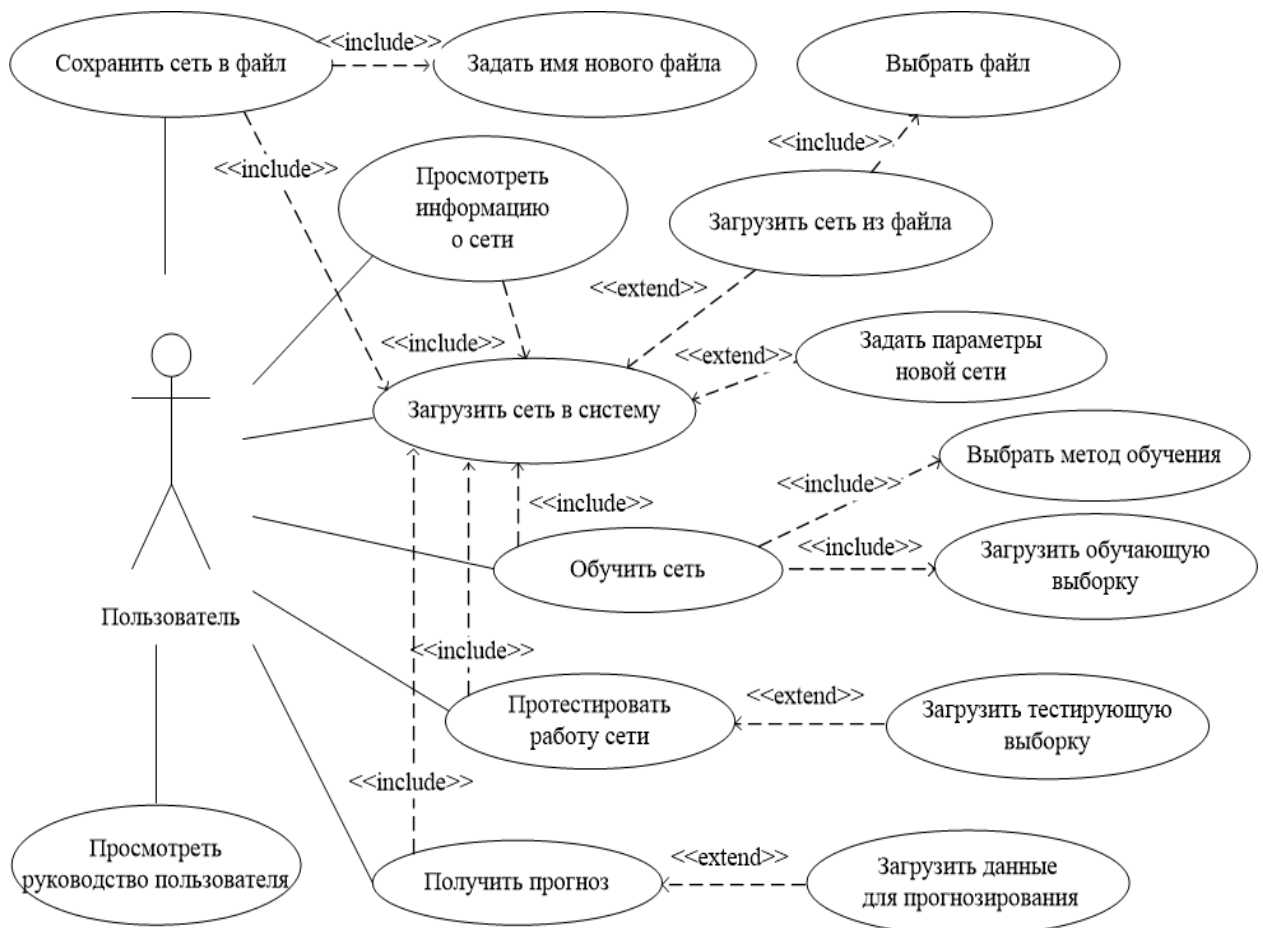 <<include>>
Сохранить сеть в файл
Задать имя нового файла
Выбрать файл
<<include>>
<<include>>
Просмотреть
информацию
о сети
Загрузить сеть из файла
<<extend>>
<<include>>
<<extend>>
Задать параметры
новой сети
Загрузить сеть в систему
Выбрать метод обучения
<<include>>
<<include>>
<<include>>
Обучить сеть
Загрузить обучающую
выборку
Пользователь
<<include>>
Протестировать
работу сети
<<extend>>
Загрузить тестирующую
выборку
<<include>>
Просмотреть
руководство пользователя
Получить прогноз
<<extend>>
Загрузить данные
для прогнозирования